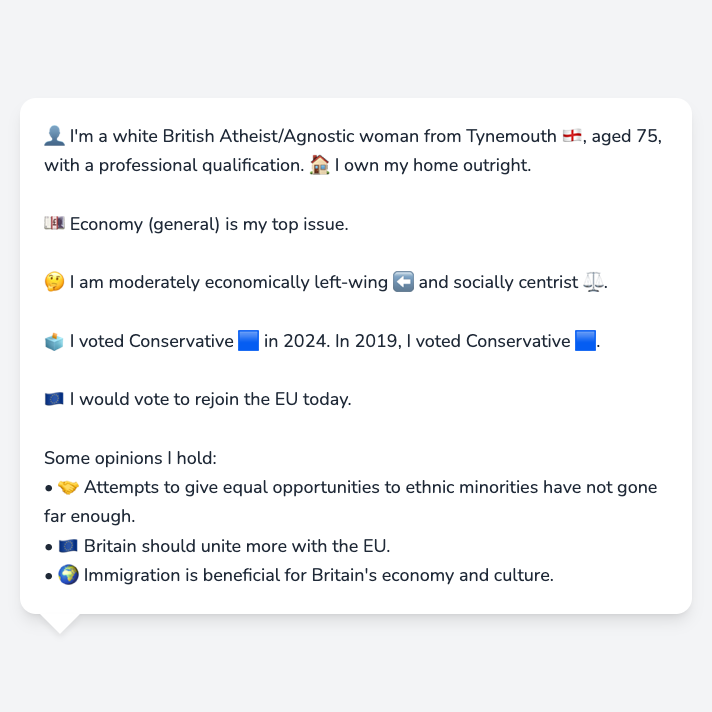 👤 I'm a white British Atheist/Agnostic woman from Tynemouth 🏴󠁧󠁢󠁥󠁮󠁧󠁿, aged 75,
with a professional qualification. 🏠 I own my home outright.
💷 Economy (general) is my top issue.
🤔 I am moderately economically left-wing ⬅️ and socially centrist ⚖️.
🗳️ I voted Conservative 🟦 in 2024. In 2019, I voted Conservative 🟦.
🇪🇺 I would vote to rejoin the EU today.
Some opinions I hold:
• 🤝 Attempts to give equal opportunities to ethnic minorities have not gone
far enough.
• 🇪🇺 Britain should unite more with the EU.
• 🌍 Immigration is beneficial for Britain's economy and culture.